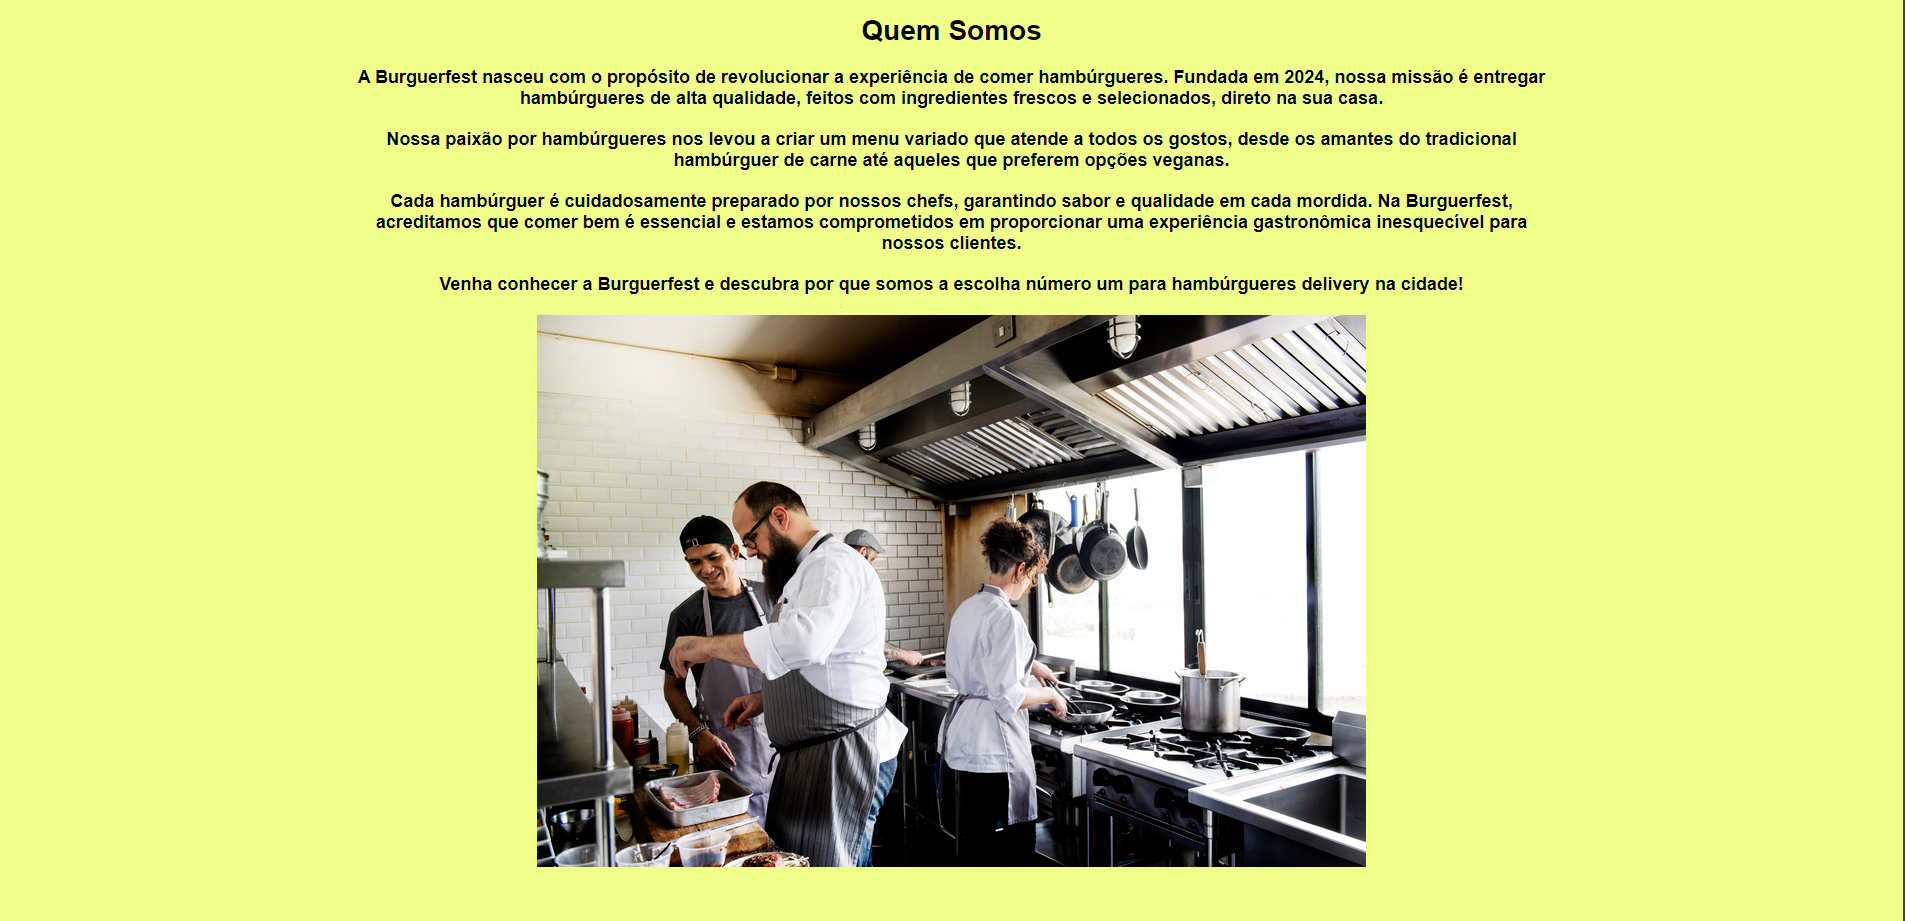 Quem Somos
A Burguerfest nasceu com o propósito de revolucionar a experiência de comer hambúrgueres. Fundada em 2024, nossa missão é entregar
hambúrgueres de alta qualidade, feitos com ingredientes frescos e selecionados, direto na sua casa.
Nossa paixão por hambúrgueres nos levou a criar um menu variado que atende a todos os gostos, desde os amantes do tradicional
hambúrguer de carne até aqueles que preferem opções veganas.
Cada hambúrguer é cuidadosamente preparado por nossos chefs, garantindo sabor e qualidade em cada mordida. Na Burguerfest,
acreditamos que comer bem é essencial e estamos comprometidos em proporcionar uma experiência gastronômica inesquecível para
nossos clientes.
Venha conhecer a Burguerfest e descubra por que somos a escolha número um para hambúrgueres delivery na cidade!